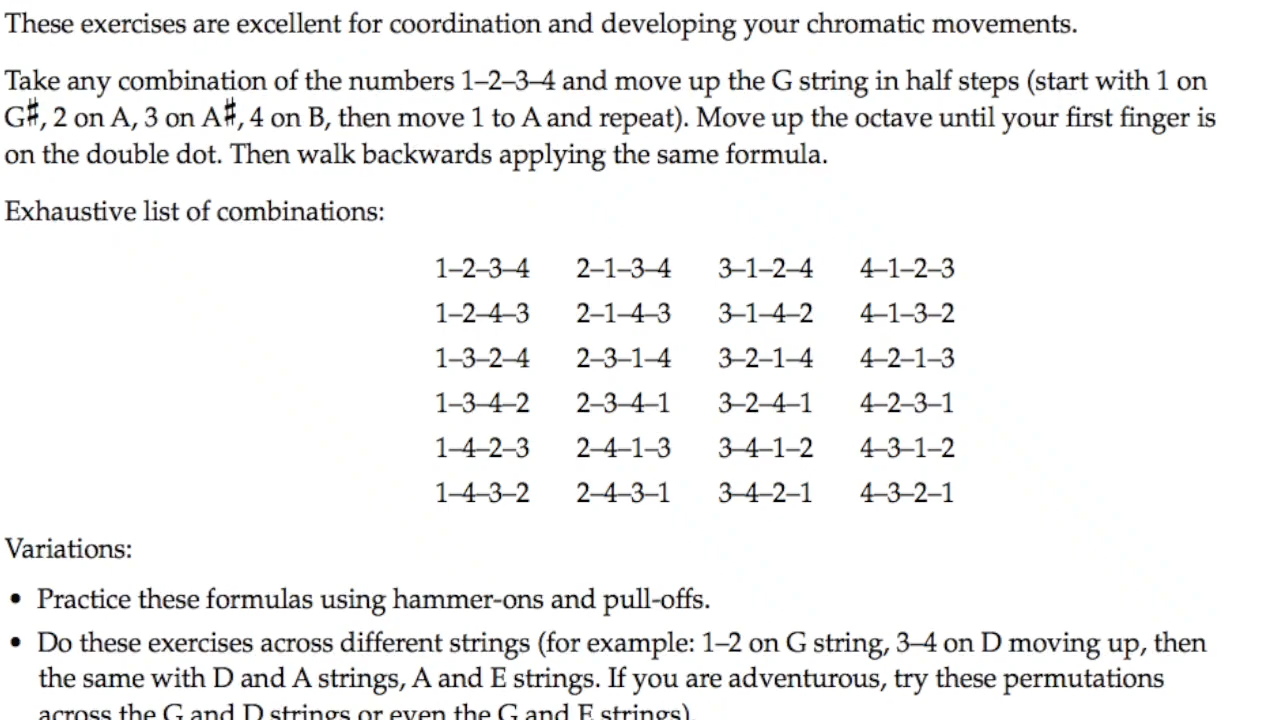 These exercises are excellent for coordination and developing your chromatic movements.
Take any combination of the numbers 1–2–3–4 and move up the G string in half steps (start with 1 on
G♯, 2 on A, 3 on A♯, 4 on B, then move 1 to A and repeat). Move up the octave until your first finger is
on the double dot. Then walk backwards applying the same formula.
Exhaustive list of combinations:
1–2–3–4 2–1–3–4 3–1–2–4 4–1–2–3
1–2–4–3 2–1–4–3 3–1–4–2 4–1–3–2
1–3–2–4 2–3–1–4 3–2–1–4 4–2–1–3
1–3–4–2 2–3–4–1 3–2–4–1 4–2–3–1
1–4–2–3 2–4–1–3 3–4–1–2 4–3–1–2
1–4–3–2 2–4–3–1 3–4–2–1 4–3–2–1
Variations:
• Practice these formulas using hammer-ons and pull-offs.
• Do these exercises across different strings (for example: 1–2 on G string, 3–4 on D moving up, then
the same with D and A strings, A and E strings. If you are adventurous, try these permutations
across the G and D strings or even the G and E strings).